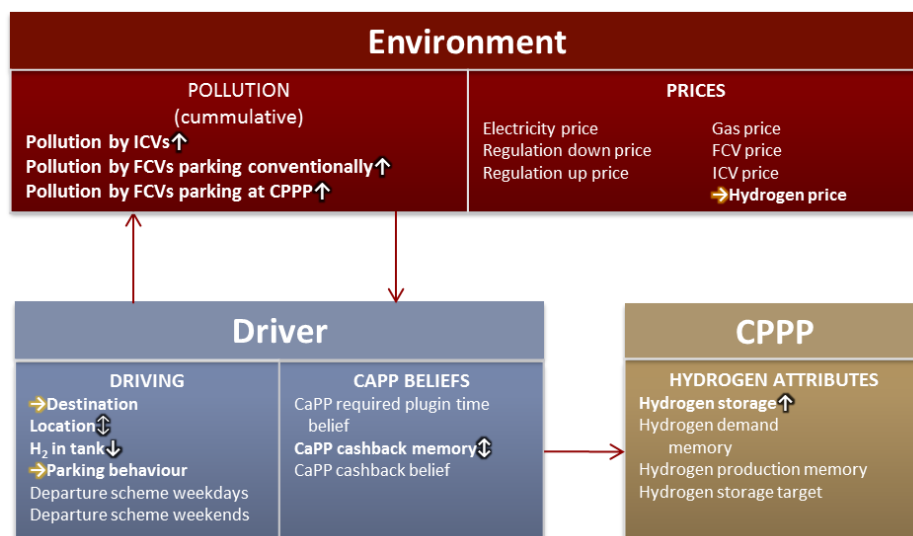 Environment
POLLUTION
(cummulative)
Pollution by ICVs↑
Pollution by FCVs parking conventionally↑
Pollution by FCVs parking at CPPP↑
PRICES
Electricity price
Regulation down price
Regulation up price
Gas price
FCV price
ICV price
→Hydrogen price
Driver
DRIVING
→Destination
Location↕
H₂ in tank↓
→Parking behaviour
Departure scheme weekdays
Departure scheme weekends
CAPP BELIEFS
CaPP required plugin time
belief
CaPP cashback memory↕
CaPP cashback belief
CPPP
HYDROGEN ATTRIBUTES
Hydrogen storage↑
Hydrogen demand
memory
Hydrogen production memory
Hydrogen storage target